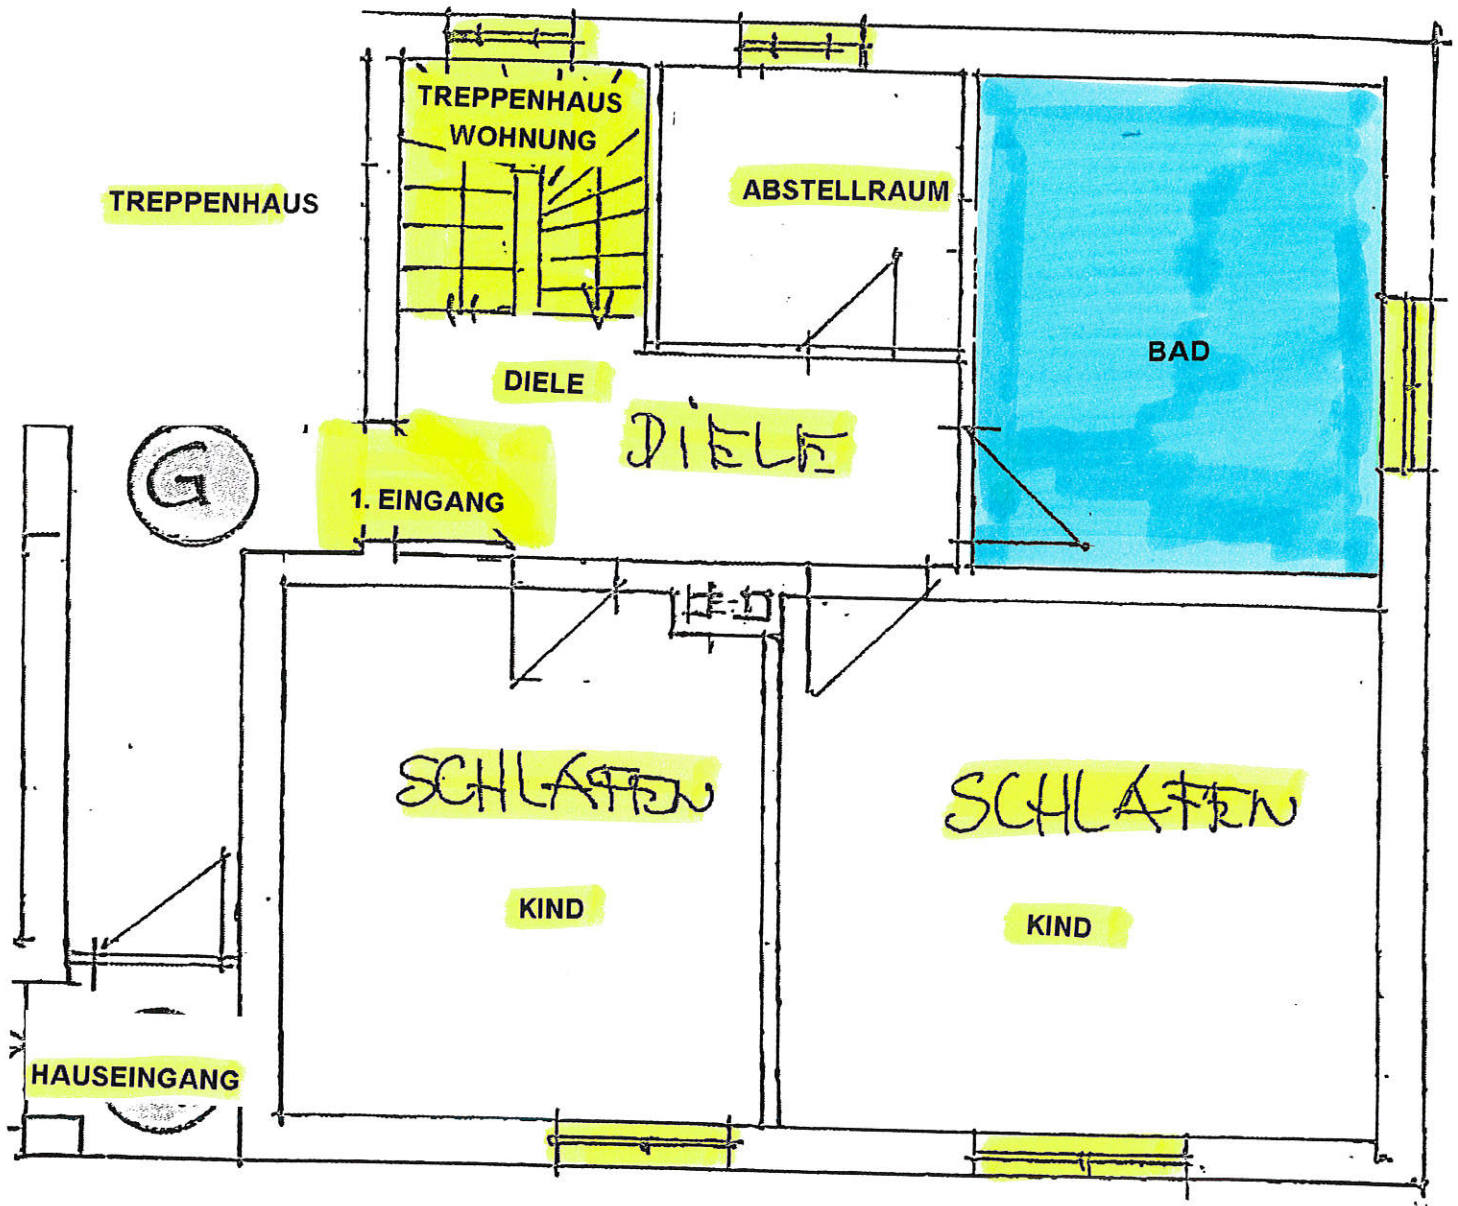 TREPPENHAUS
WOHNUNG
TREPPENHAUS
ABSTELLRAUM
BAD
DIELE
DIELE
G
1. EINGANG
SCHLAFEN
SCHLAFEN
KIND
KIND
HAUSEINGANG